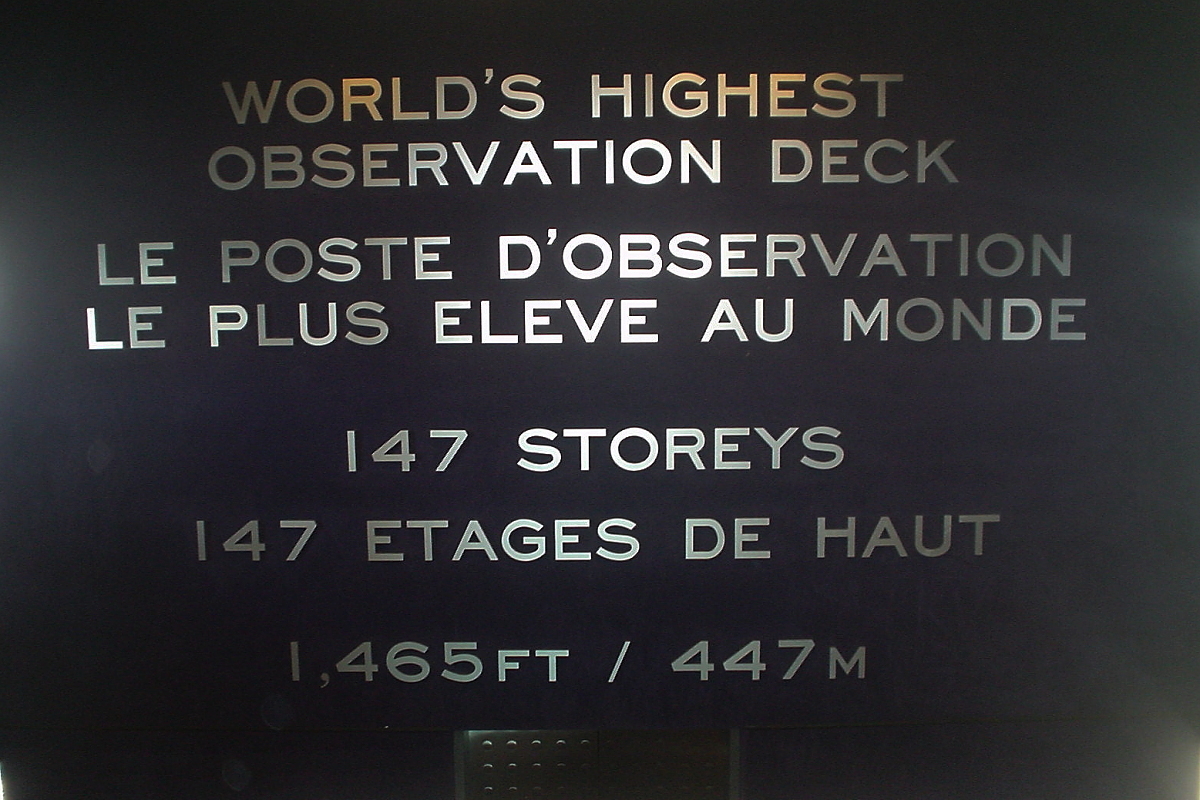 WORLD'S HIGHEST
OBSERVATION DECK
LE POSTE D'OBSERVATION
LE PLUS ELEVE AU MONDE
147 STOREYS
147 ETAGES DE HAUT
1,465FT / 447M